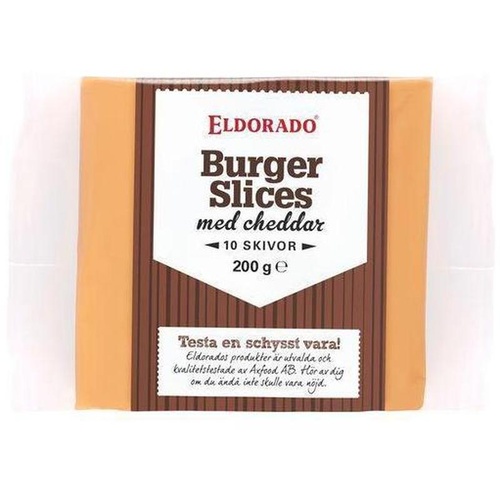 ELDORADO®
Burger
Slices
med cheddar
10 SKIVOR
200 g ℮
Testa en schysst vara!
Eldorados produkter är utvalda och
kvalitetstestade av Axfood AB. Hör av dig
om du ändå inte skulle vara nöjd.